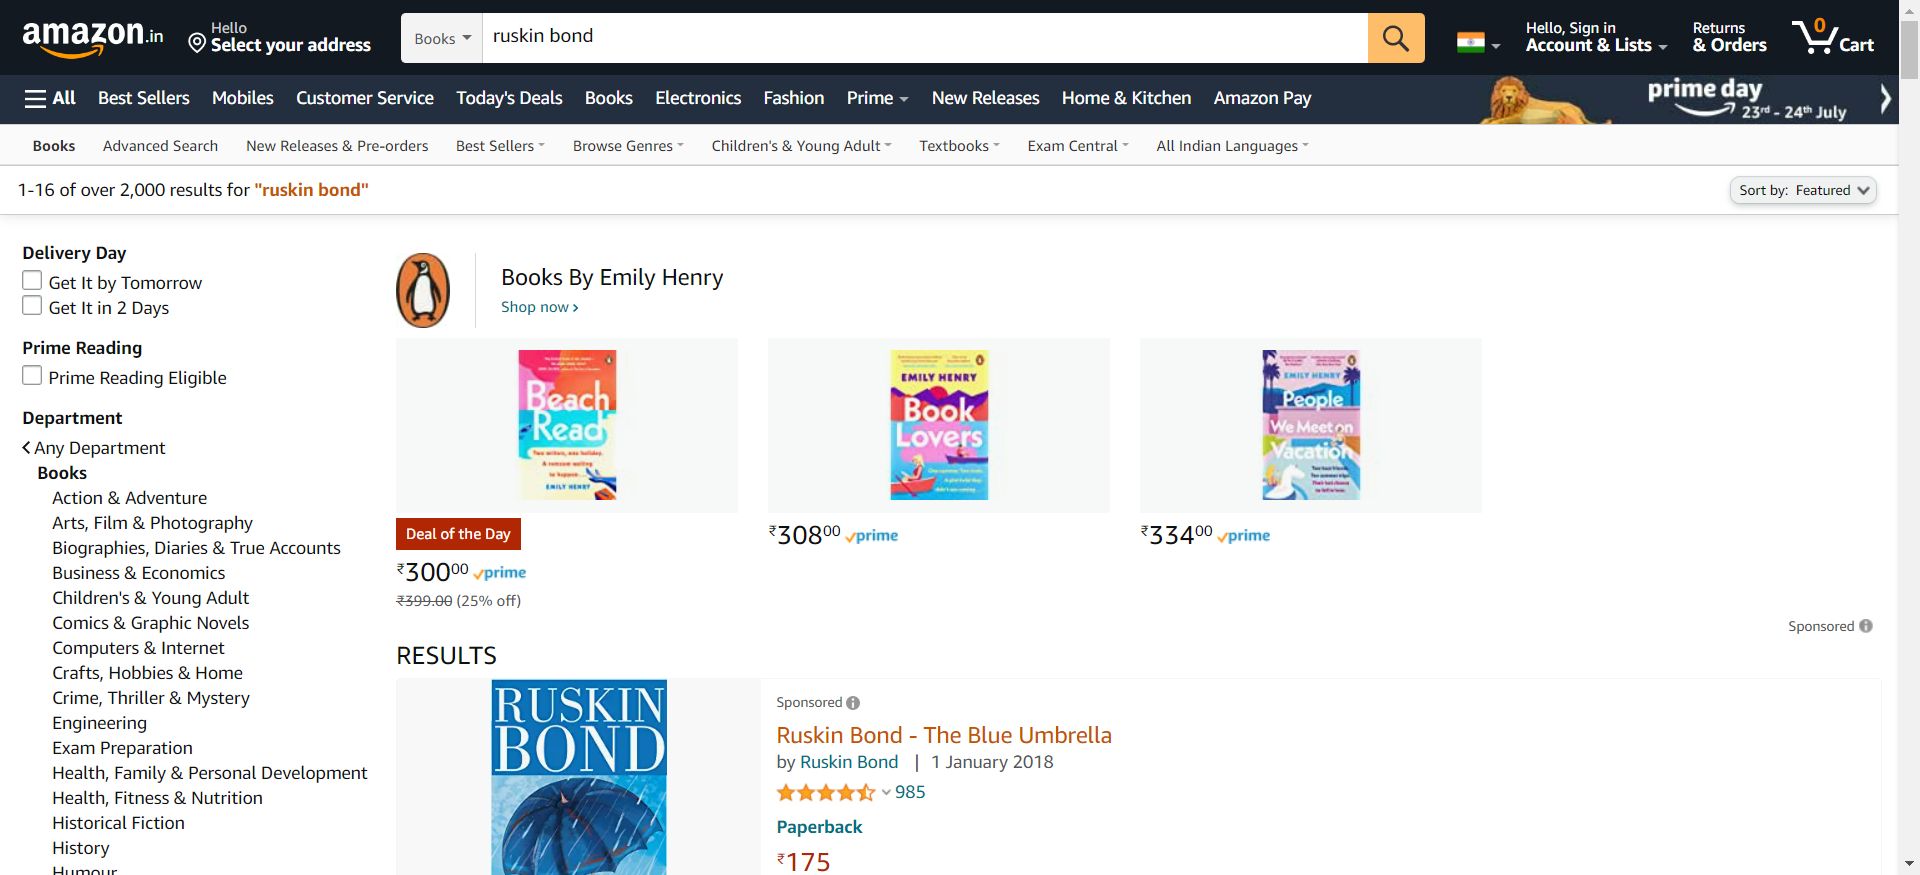 amazon.in
Hello
Select your address
Books
ruskin bond
Hello, Sign in
Account & Lists
Returns
& Orders
0
Cart
All Best Sellers Mobiles Customer Service Today's Deals Books Electronics Fashion Prime New Releases Home & Kitchen Amazon Pay
prime day
23rd - 24th July
Books Advanced Search New Releases & Pre-orders Best Sellers Browse Genres Children's & Young Adult Textbooks Exam Central All Indian Languages
1-16 of over 2,000 results for "ruskin bond"
Sort by: Featured
Delivery Day
Get It by Tomorrow
Get It in 2 Days
Prime Reading
Prime Reading Eligible
Department
Any Department
Books
Action & Adventure
Arts, Film & Photography
Biographies, Diaries & True Accounts
Business & Economics
Children's & Young Adult
Comics & Graphic Novels
Computers & Internet
Crafts, Hobbies & Home
Crime, Thriller & Mystery
Engineering
Exam Preparation
Health, Family & Personal Development
Health, Fitness & Nutrition
Historical Fiction
History
Humour
Books By Emily Henry
Shop now
Beach
Read
Two writers, one holiday.
A romcom waiting
to happen...
EMILY HENRY
Deal of the Day
₹30000 prime
₹399.00 (25% off)
EMILY HENRY
Book
Lovers
₹30800 prime
EMILY HENRY
People
We Meet on
Vacation
₹33400 prime
Sponsored
RESULTS
RUSKIN
BOND
Sponsored
Ruskin Bond - The Blue Umbrella
by Ruskin Bond | 1 January 2018
985
Paperback
₹175